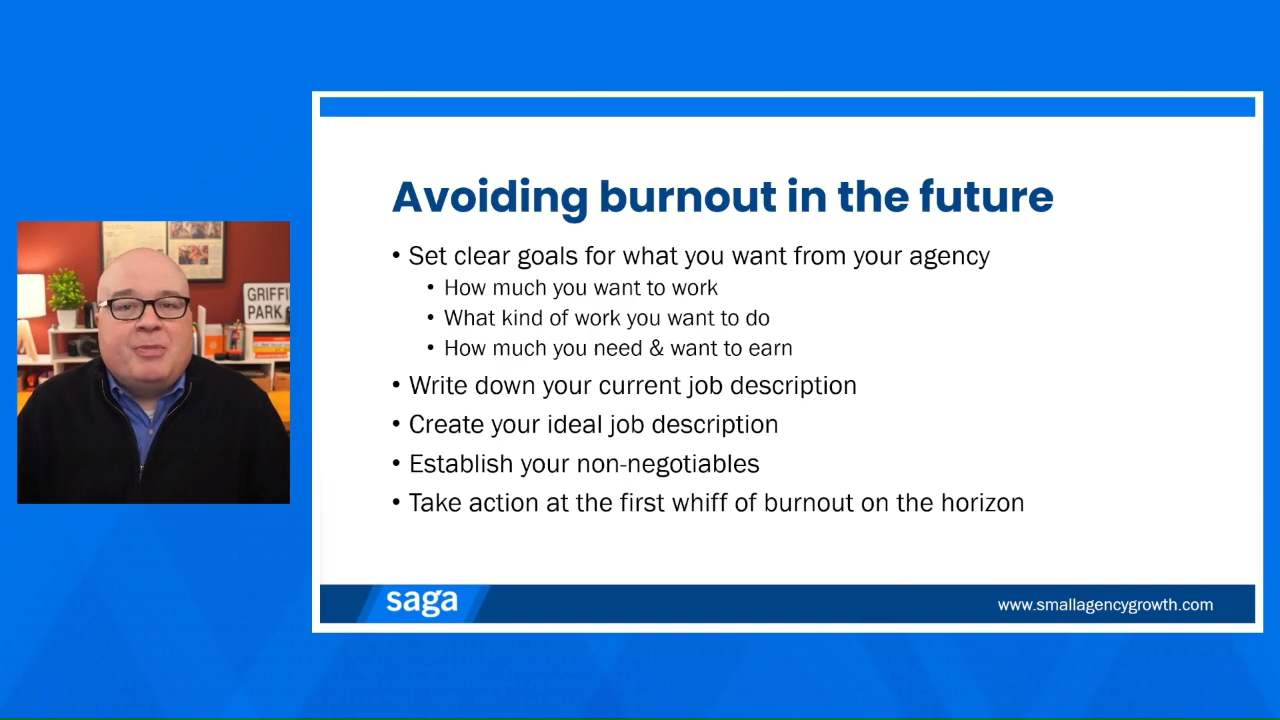 GRIFFI
PARK
Avoiding burnout in the future
• Set clear goals for what you want from your agency
• How much you want to work
• What kind of work you want to do
• How much you need & want to earn
• Write down your current job description
• Create your ideal job description
• Establish your non-negotiables
• Take action at the first whiff of burnout on the horizon
saga
www.smallagencygrowth.com